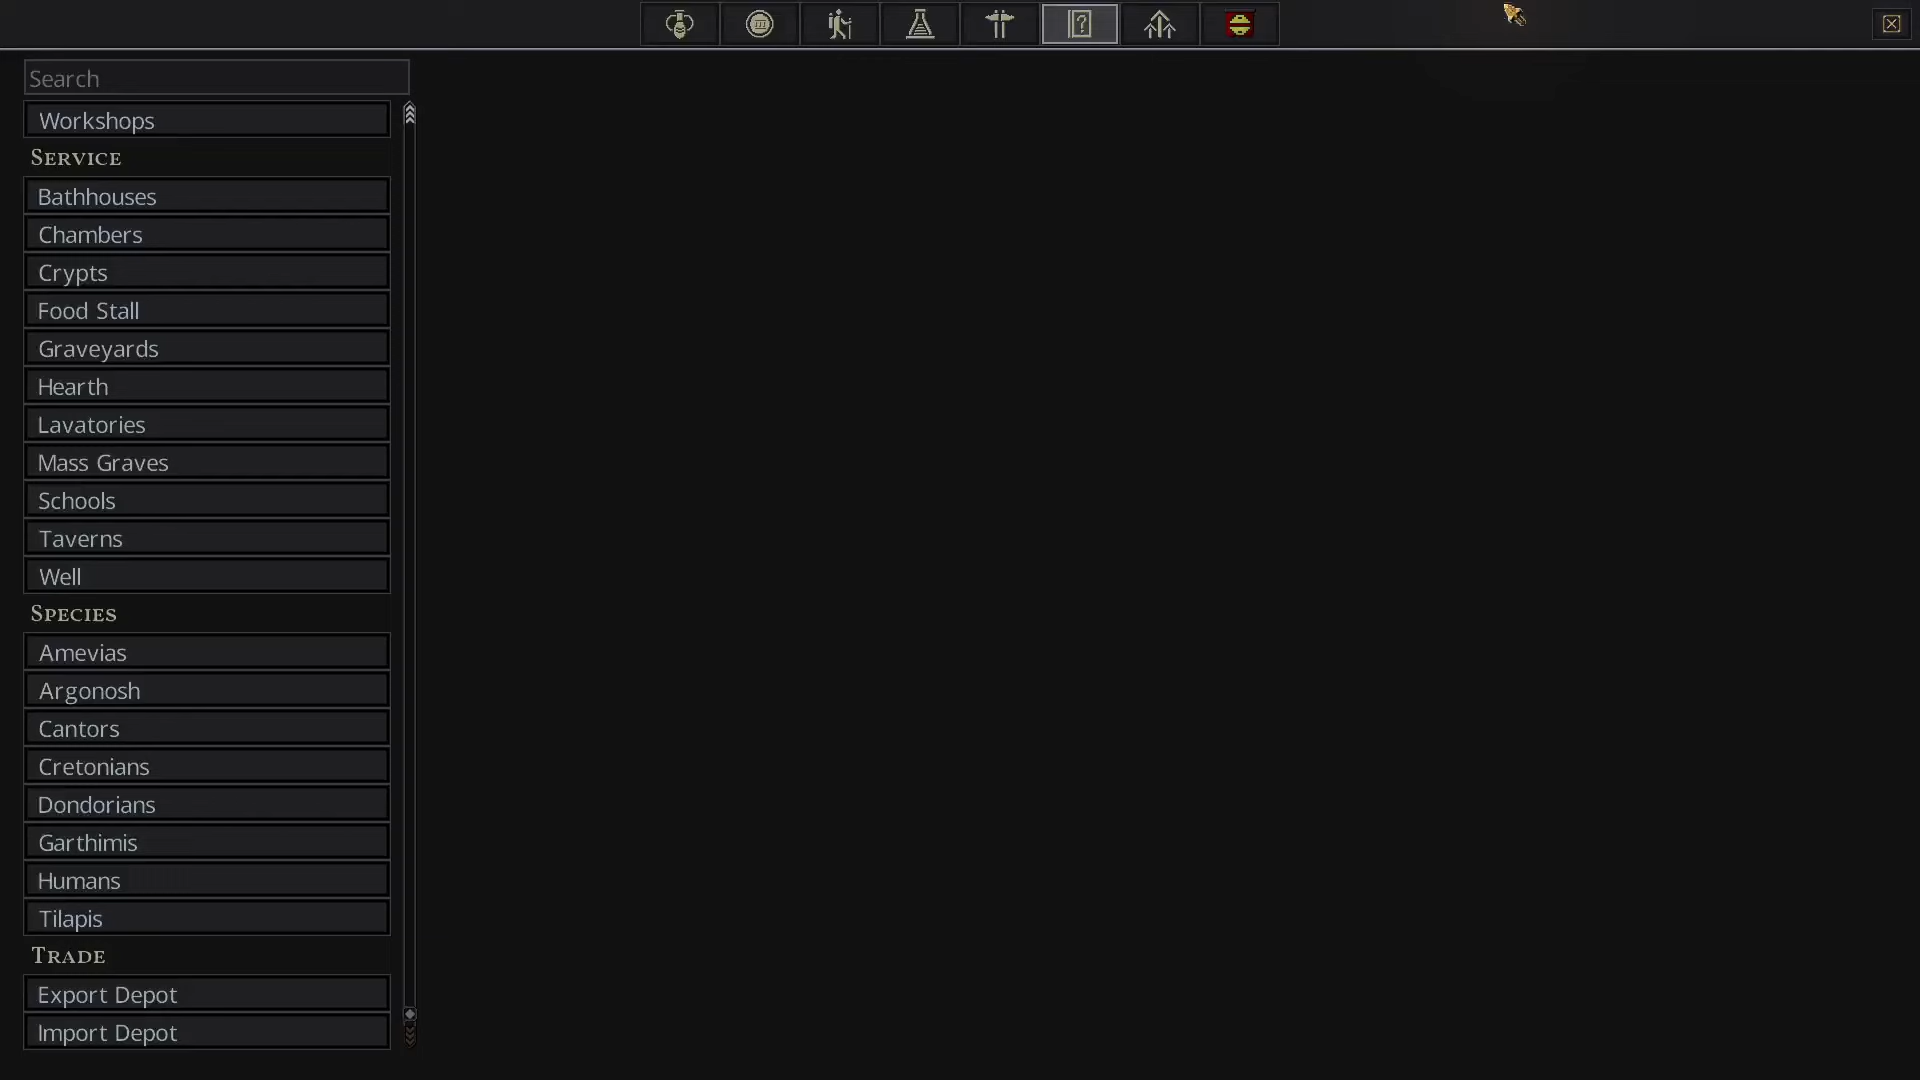 Search
Workshops
Service
Bathhouses
Chambers
Crypts
Food Stall
Graveyards
Hearth
Lavatories
Mass Graves
Schools
Taverns
Well
Species
Amevias
Argonosh
Cantors
Cretonians
Dondorians
Garthimis
Humans
Tilapis
Trade
Export Depot
Import Depot